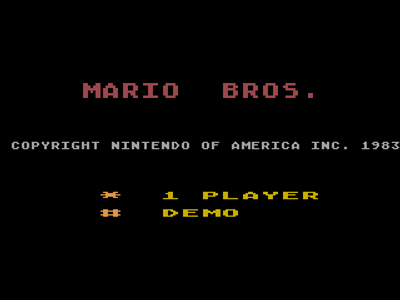 MARIO BROS.
COPYRIGHT NINTENDO OF AMERICA INC. 1983
* 1 PLAYER
# DEMO